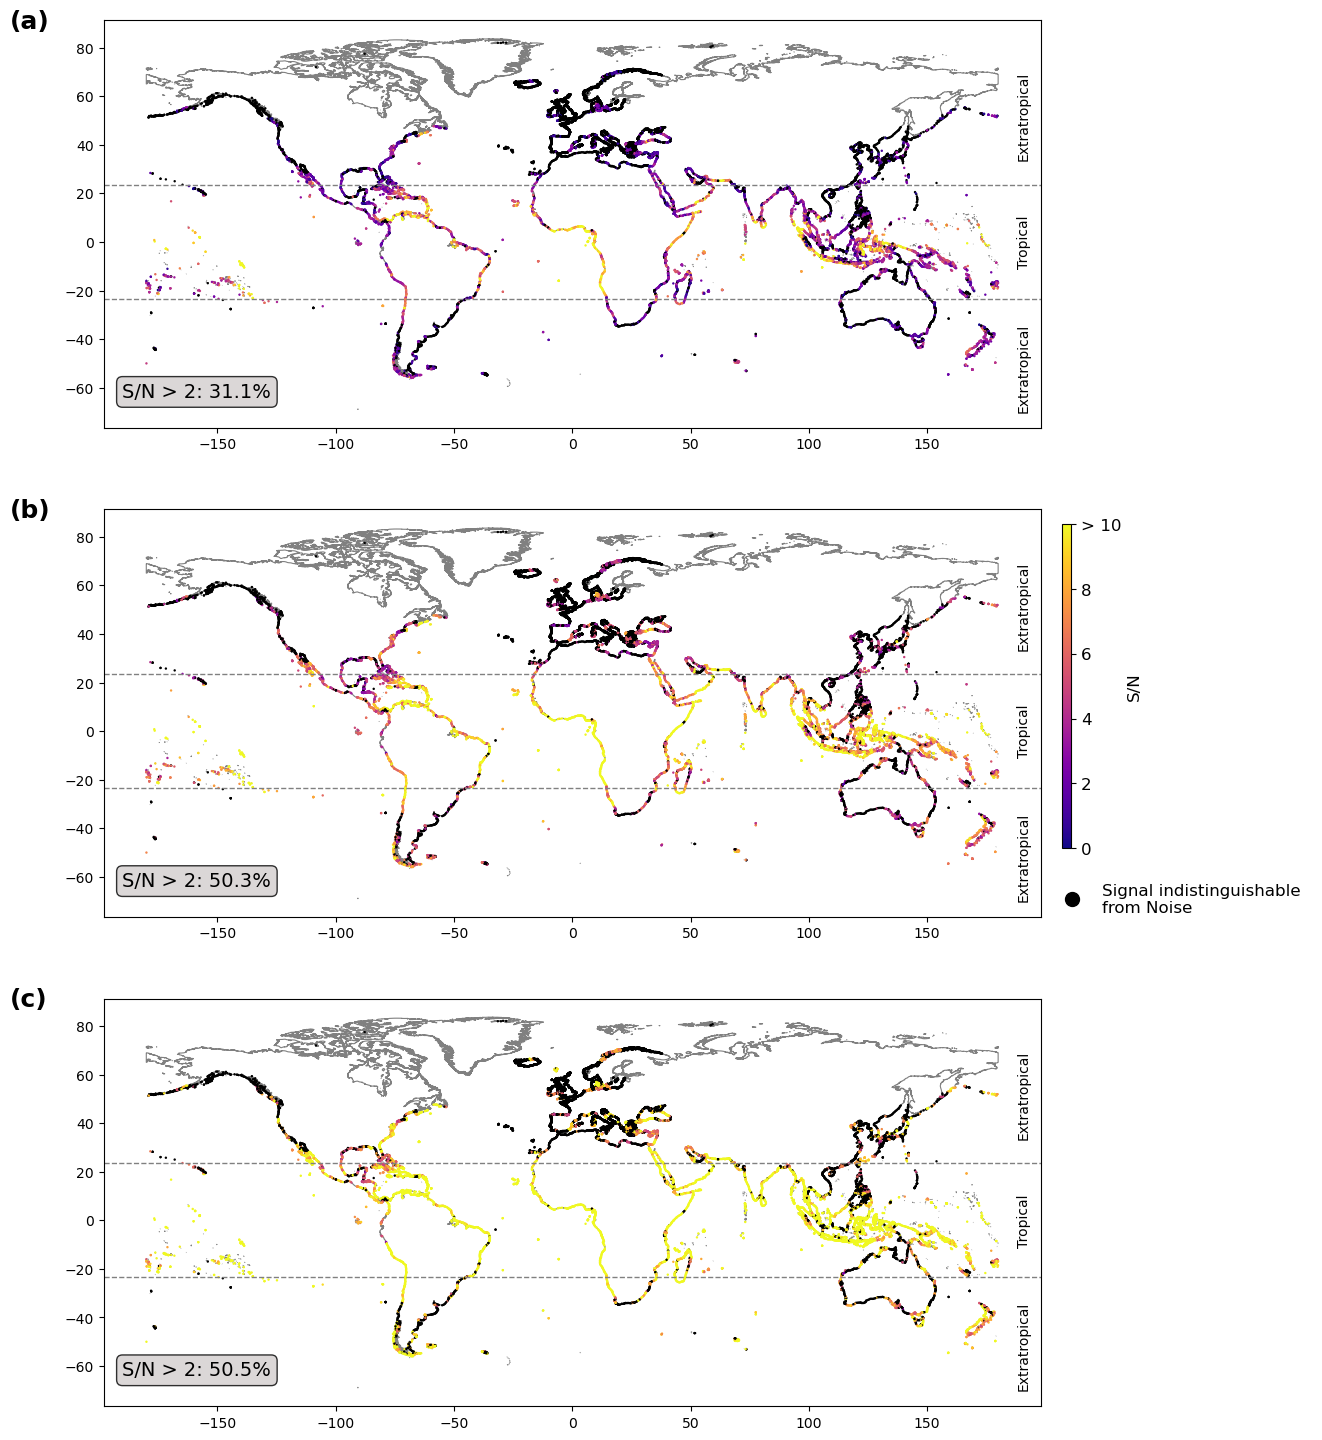 (a)
80
60
40
20
0
−20
−40
−60
Extratropical
Tropical
Extratropical
S/N > 2: 31.1%
−150 −100 −50 0 50 100 150
(b)
80
60
40
20
0
−20
−40
−60
Extratropical
Tropical
Extratropical
S/N > 2: 50.3%
−150 −100 −50 0 50 100 150
> 10
8
6
4
2
0
S/N
Signal indistinguishable
from Noise
(c)
80
60
40
20
0
−20
−40
−60
Extratropical
Tropical
Extratropical
S/N > 2: 50.5%
−150 −100 −50 0 50 100 150